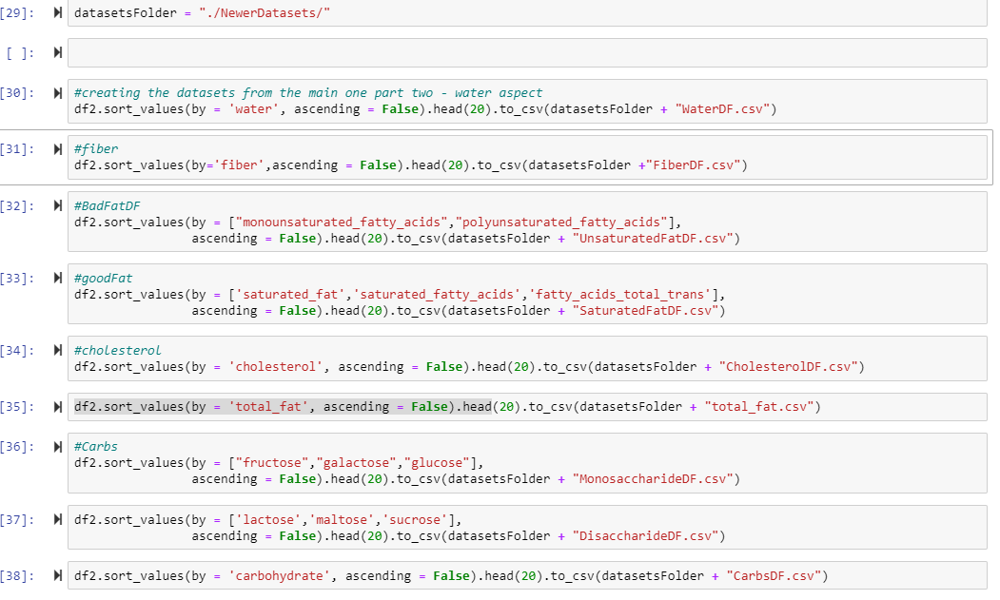 [29]: datasetsFolder = "./NewerDatasets/"
[ ]:
[30]: #creating the datasets from the main one part two - water aspect
df2.sort_values(by = 'water', ascending = False).head(20).to_csv(datasetsFolder + "WaterDF.csv")
[31]: #fiber
df2.sort_values(by='fiber',ascending = False).head(20).to_csv(datasetsFolder +"FiberDF.csv")
[32]: #BadFatDF
df2.sort_values(by = ["monounsaturated_fatty_acids","polyunsaturated_fatty_acids"],
ascending = False).head(20).to_csv(datasetsFolder + "UnsaturatedFatDF.csv")
[33]: #goodFat
df2.sort_values(by = ['saturated_fat','saturated_fatty_acids','fatty_acids_total_trans'],
ascending = False).head(20).to_csv(datasetsFolder + "SaturatedFatDF.csv")
[34]: #cholesterol
df2.sort_values(by = 'cholesterol', ascending = False).head(20).to_csv(datasetsFolder + "CholesterolDF.csv")
[35]: df2.sort_values(by = 'total_fat', ascending = False).head(20).to_csv(datasetsFolder + "total_fat.csv")
[36]: #Carbs
df2.sort_values(by = ["fructose","galactose","glucose"],
ascending = False).head(20).to_csv(datasetsFolder + "MonosaccharideDF.csv")
[37]: df2.sort_values(by = ['lactose','maltose','sucrose'],
ascending = False).head(20).to_csv(datasetsFolder + "DisaccharideDF.csv")
[38]: df2.sort_values(by = 'carbohydrate', ascending = False).head(20).to_csv(datasetsFolder + "CarbsDF.csv")